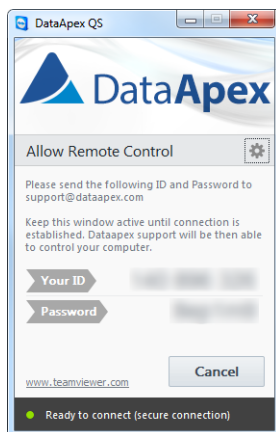 DataApex QS
DataApex
Allow Remote Control
Please send the following ID and Password to
support@dataapex.com
Keep this window active until connection is
established. Dataapex support will be then able
to control your computer.
Your ID
Password
Cancel
www.teamviewer.com
Ready to connect (secure connection)